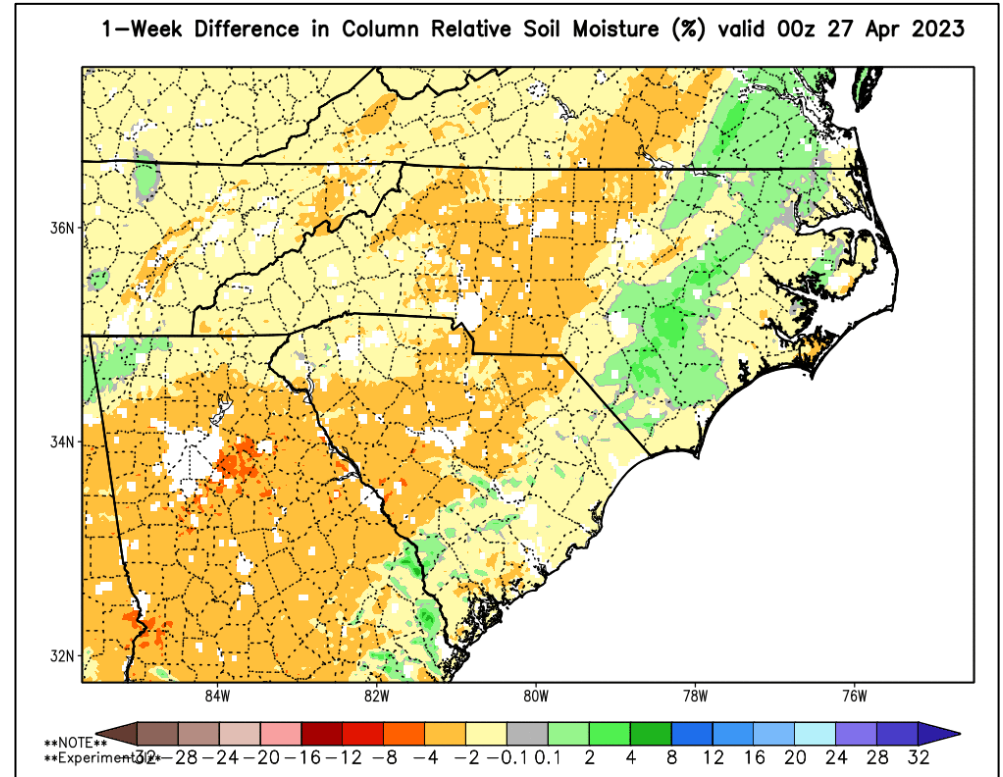 1-Week Difference in Column Relative Soil Moisture (%) valid 00z 27 Apr 2023
36N
34N
32N
84W 82W 80W 78W 76W
**NOTE**
-28 -24 -20 -16 -12 -8 -4 -2 -0.1 0.1 2 4 8 12 16 20 24 28 32